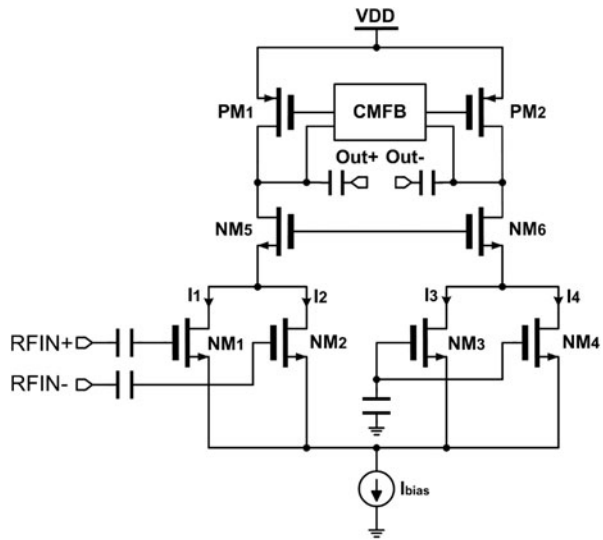 VDD
PM1 CMFB PM2
Out+ Out-
NM5 NM6
I1 I2 I3 I4
RFIN+ NM1 NM2 NM3 NM4
RFIN-
Ibias